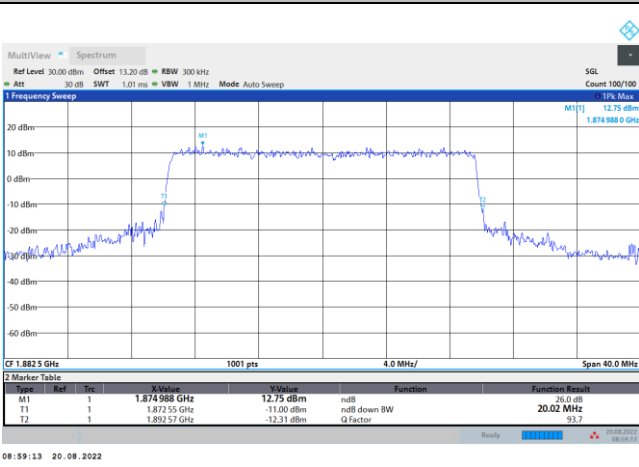 MultiView Spectrum
Ref Level 30.00 dBm Offset 13.20 dB RBW 300 kHz SGL
Att 30 dB SWT 1.01 ms VBW 1 MHz Mode Auto Sweep Count 100/100
1 Frequency Sweep 1Pk Max
M1[1] 12.75 dBm
1.874 988 0 GHz
20 dBm
M1
10 dBm
0 dBm
T1
-10 dBm
T2
-20 dBm
-30 dBm
-40 dBm
-50 dBm
-60 dBm
CF 1.882 5 GHz 1001 pts 4.0 MHz/ Span 40.0 MHz
2 Marker Table
Type Ref Trc X-Value Y-Value Function Function Result
M1 1 1.874 988 GHz 12.75 dBm ndB 26.0 dB
T1 1 1.872 55 GHz -11.00 dBm ndB down BW 20.02 MHz
T2 1 1.892 57 GHz -12.31 dBm Q Factor 93.7
Ready 20.08.2022
08:59:13
08:59:13 20.08.2022